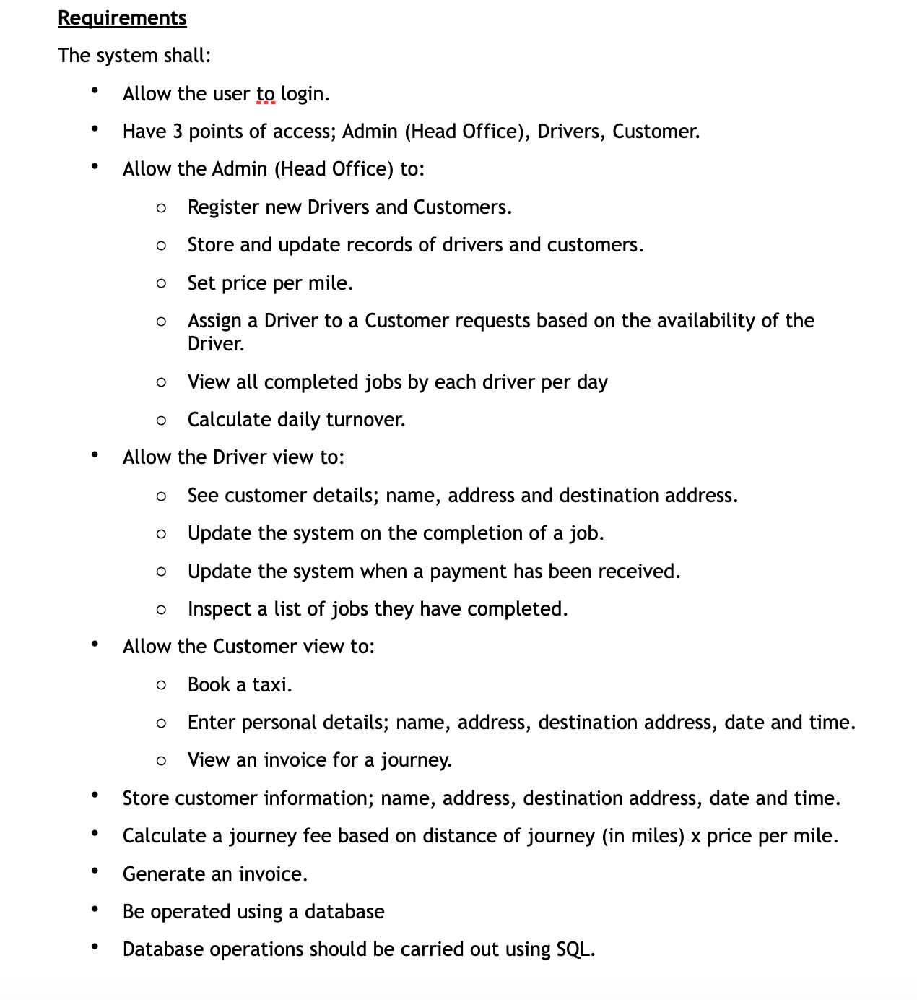 Requirements
The system shall:
• Allow the user to login.
• Have 3 points of access; Admin (Head Office), Drivers, Customer.
• Allow the Admin (Head Office) to:
o Register new Drivers and Customers.
o Store and update records of drivers and customers.
o Set price per mile.
o Assign a Driver to a Customer requests based on the availability of the
Driver.
o View all completed jobs by each driver per day
o Calculate daily turnover.
• Allow the Driver view to:
o See customer details; name, address and destination address.
o Update the system on the completion of a job.
o Update the system when a payment has been received.
o Inspect a list of jobs they have completed.
• Allow the Customer view to:
o Book a taxi.
o Enter personal details; name, address, destination address, date and time.
o View an invoice for a journey.
• Store customer information; name, address, destination address, date and time.
• Calculate a journey fee based on distance of journey (in miles) x price per mile.
• Generate an invoice.
• Be operated using a database
• Database operations should be carried out using SQL.